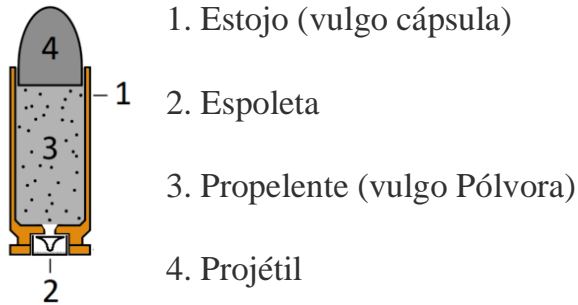 4
1
3
2
1. Estojo (vulgo cápsula)
2. Espoleta
3. Propelente (vulgo Pólvora)
4. Projétil